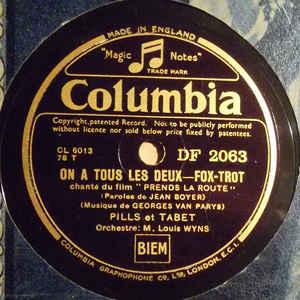 MADE IN ENGLAND
"Magic Notes"
TRADE MARK
Columbia
Copyright, patented Record. Not to be publicly performed
without licence nor sold below price fixed by patentees.
CL 6013
78 T
DF 2063
ON A TOUS LES DEUX—FOX-TROT
chanté du film "PRENDS LA ROUTE"
(Paroles de JEAN BOYER)
(Musique de GEORGES VAN PARYS)
PILLS et TABET
Orchestre: M. Louis WYNS
BIEM
COLUMBIA GRAPHOPHONE CO. LTD, LONDON, E.C.1.